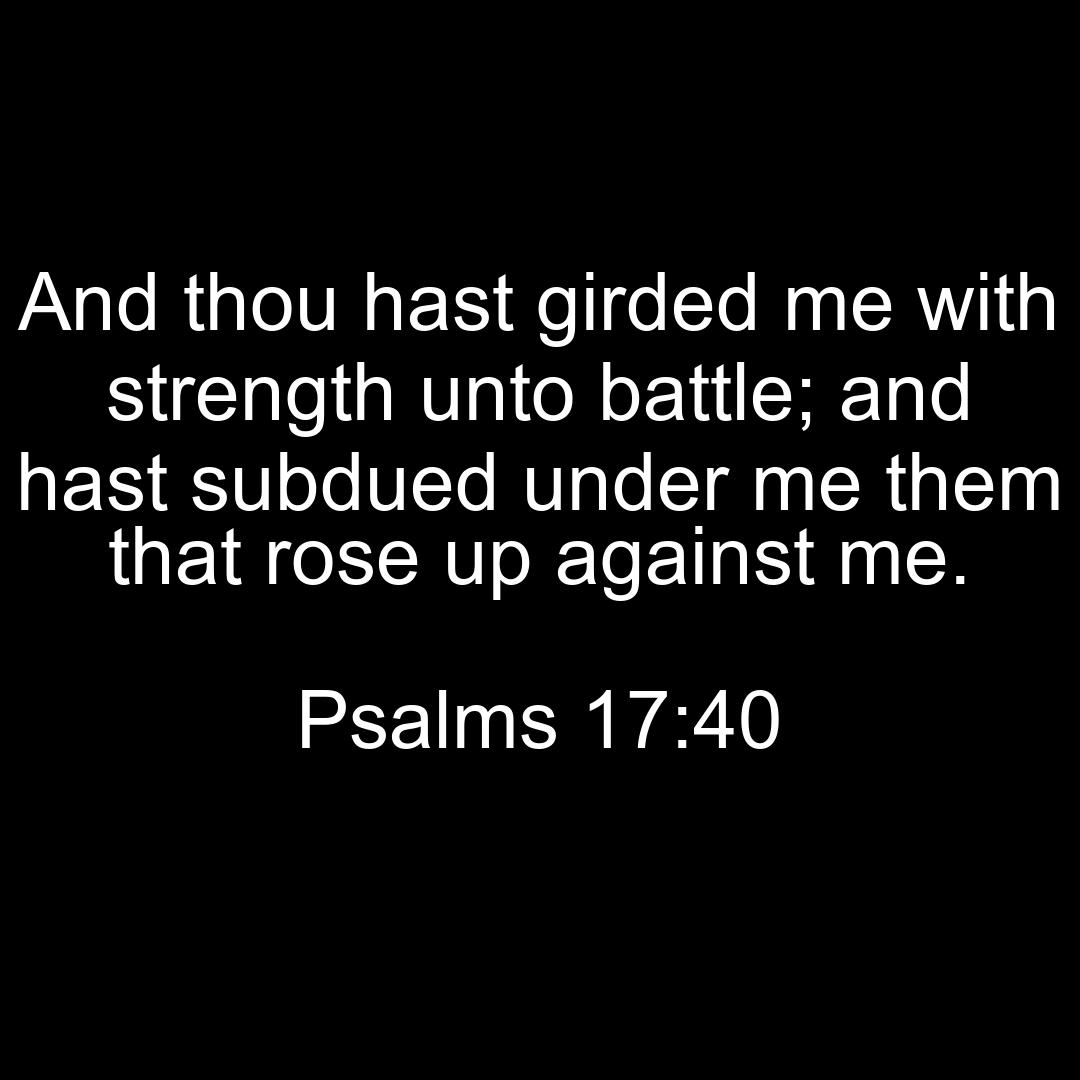 And thou hast girded me with
strength unto battle; and
hast subdued under me them
that rose up against me.
Psalms 17:40